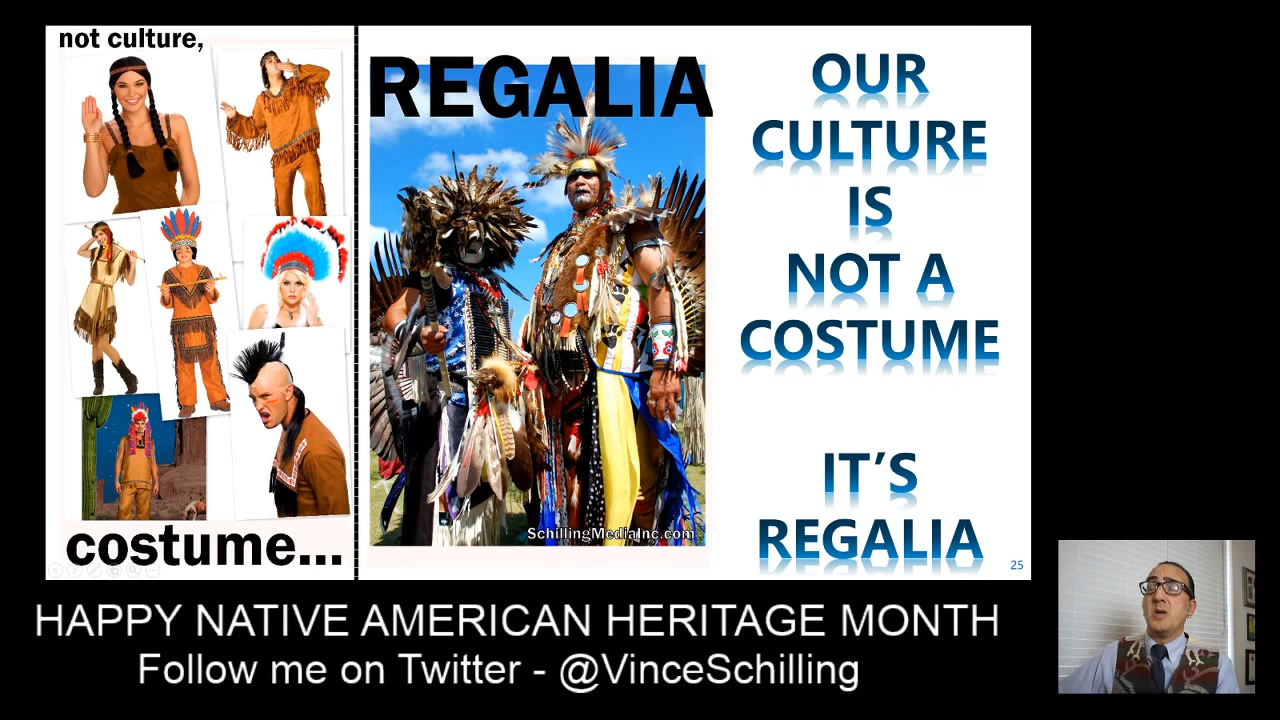 not culture,
costume...
REGALIA
SchillingMediaInc.com
OUR
CULTURE
IS
NOT A
COSTUME
IT’S
REGALIA
25
HAPPY NATIVE AMERICAN HERITAGE MONTH
Follow me on Twitter - @VinceSchilling